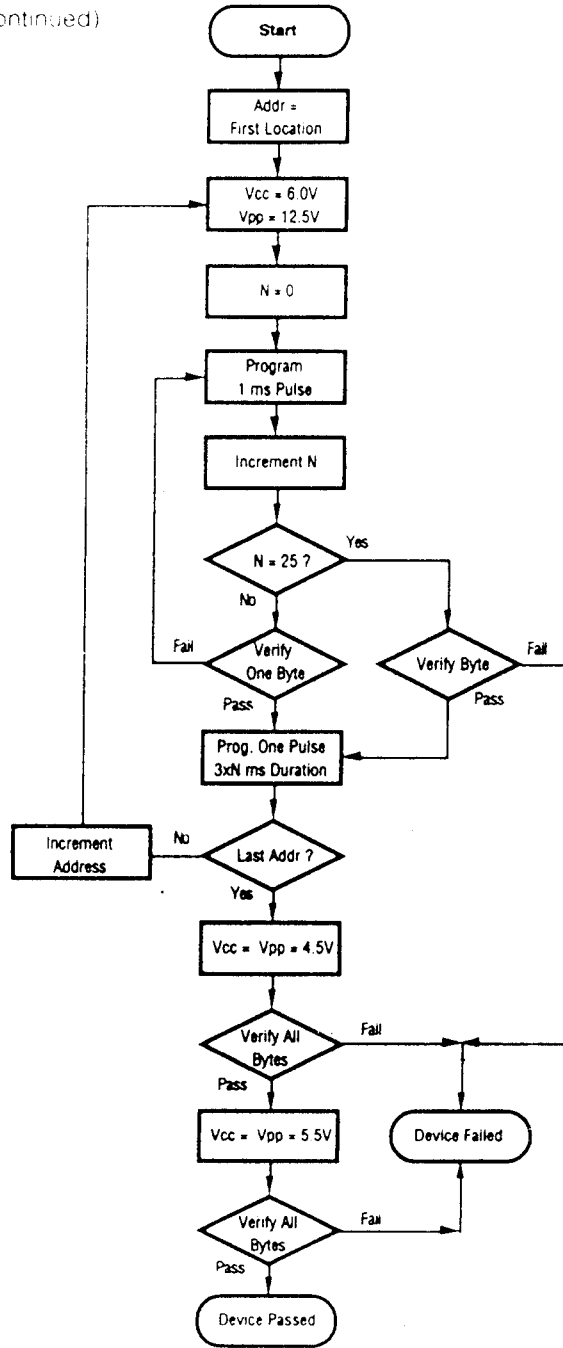 ontinued)
Start
Addr =
First Location
Vcc = 6.0V
Vpp = 12.5V
N = 0
Program
1 ms Pulse
Increment N
N = 25 ?
Yes
No
Verify
One Byte
Fail
Pass
Verify Byte
Fail
Pass
Prog. One Pulse
3xN ms Duration
Last Addr ?
No
Increment
Address
Yes
Vcc = Vpp = 4.5V
Verify All
Bytes
Fail
Pass
Vcc = Vpp = 5.5V
Device Failed
Verify All
Bytes
Fail
Pass
Device Passed